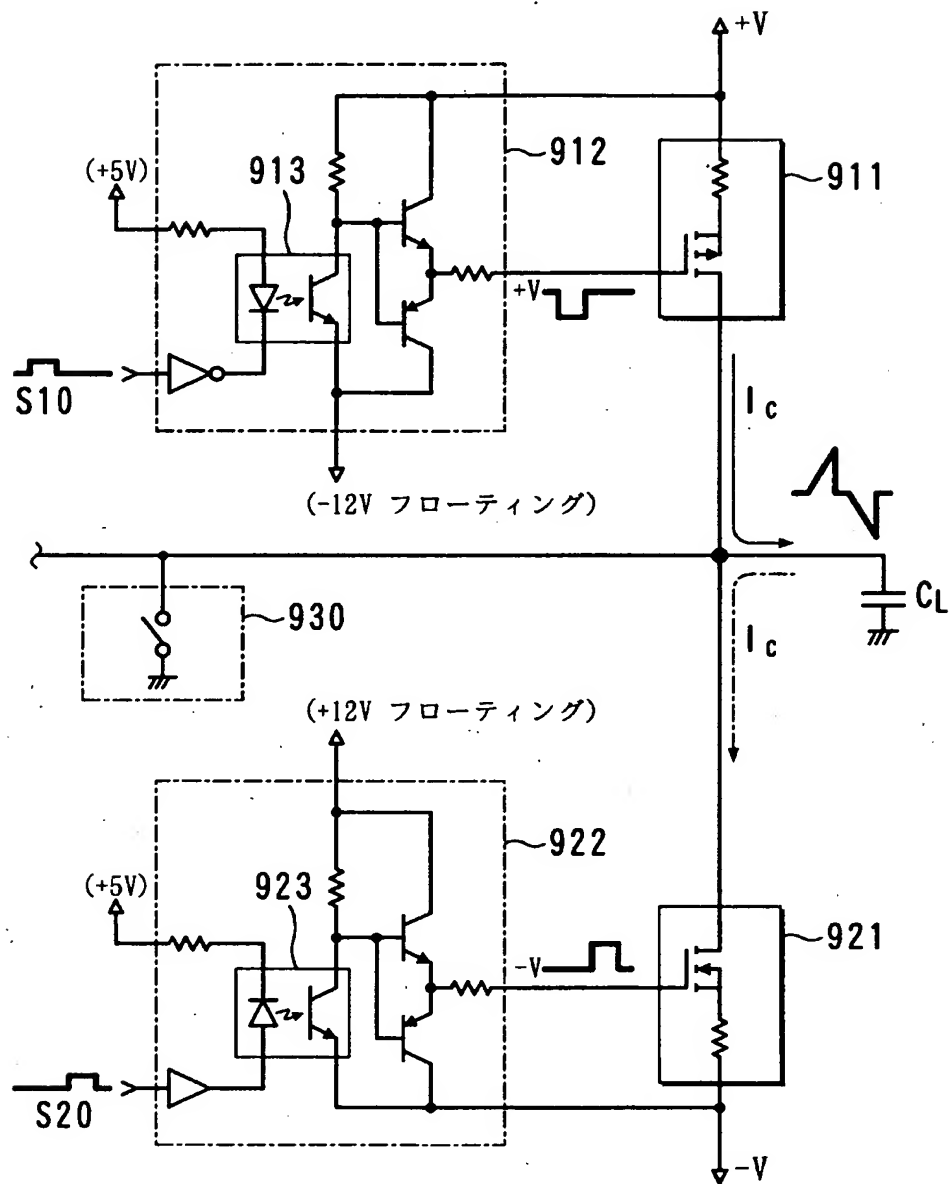 +V
912
(+5V)
913
911
+V
S10
Ic
(-12V フローティング)
CL
930
Ic
(+12V フローティング)
922
(+5V)
923
921
-V
S20
-V